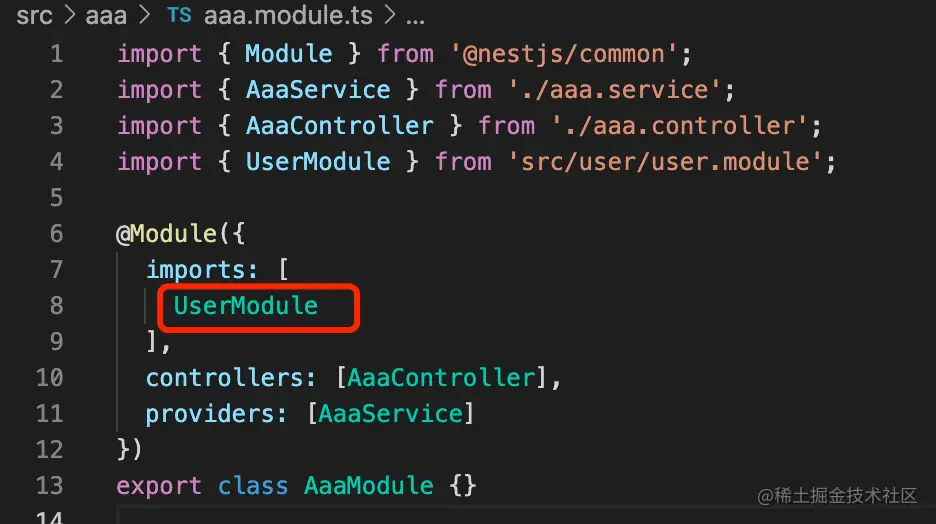 src > aaa > TS aaa.module.ts > ...
1 import { Module } from '@nestjs/common';
2 import { AaaService } from './aaa.service';
3 import { AaaController } from './aaa.controller';
4 import { UserModule } from 'src/user/user.module';
5
6 @Module({
7   imports: [
8     UserModule
9   ],
10   controllers: [AaaController],
11   providers: [AaaService]
12 })
13 export class AaaModule {}
14
@稀土掘金技术社区